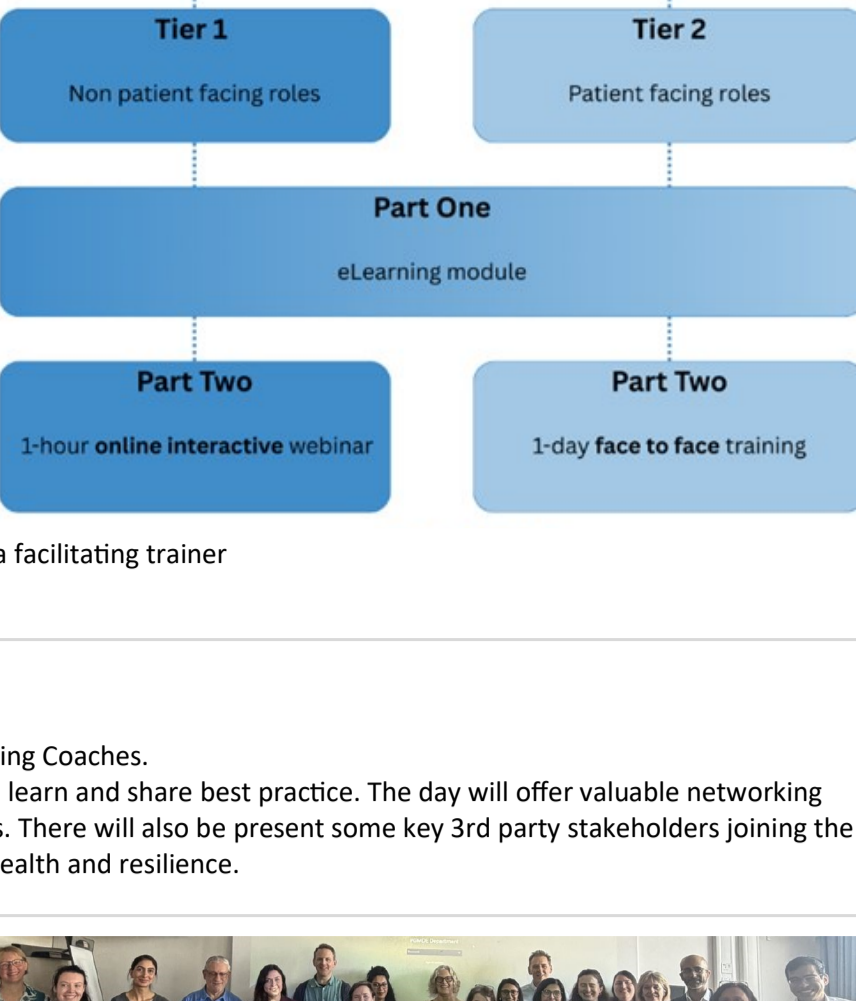 Tier 1
Non patient facing roles
Tier 2
Patient facing roles
Part One
eLearning module
Part Two
1-hour online interactive webinar
Part Two
1-day face to face training
a facilitating trainer
ing Coaches.
learn and share best practice. The day will offer valuable networking
s. There will also be present some key 3rd party stakeholders joining the
ealth and resilience.